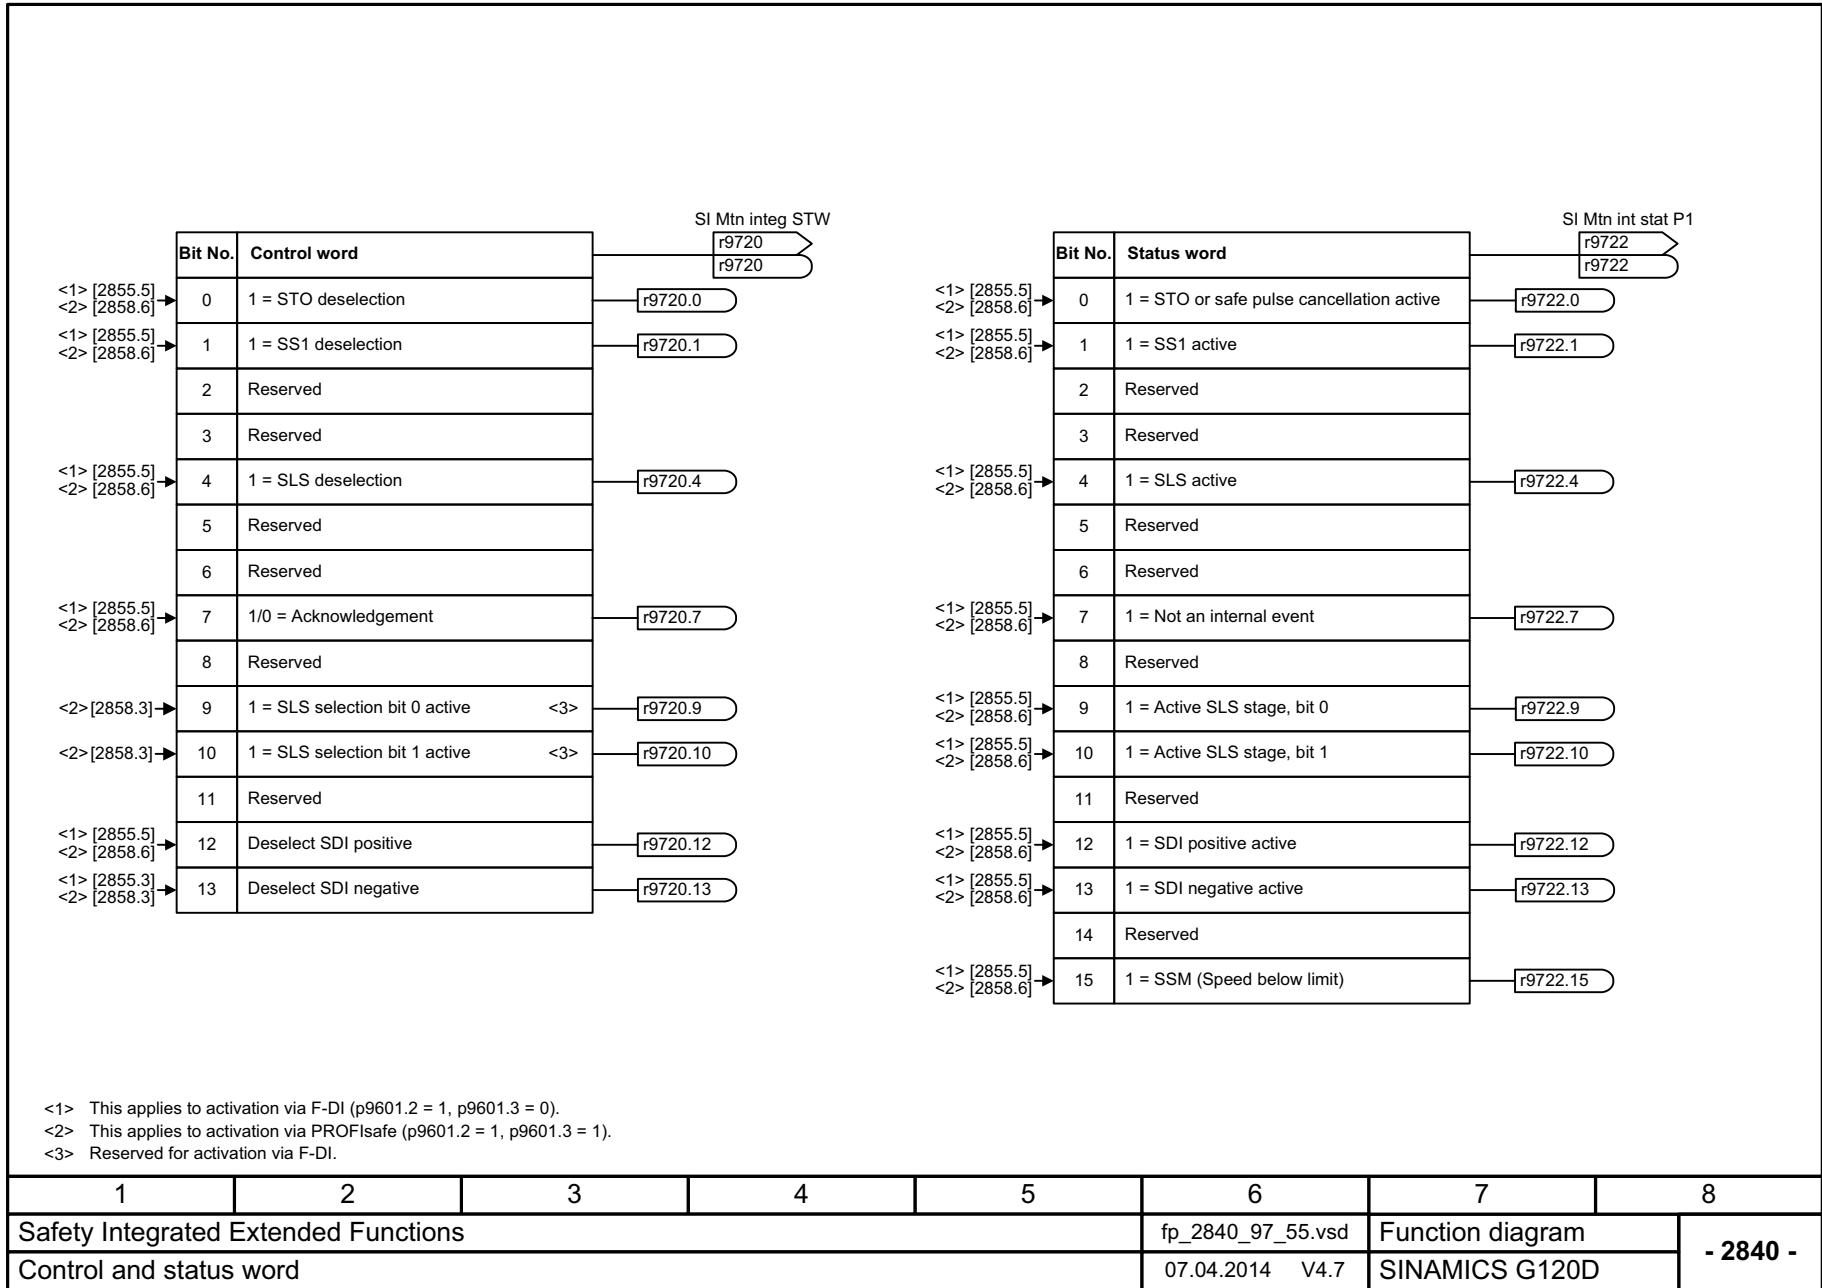 SI Mtn integ STW
r9720
r9720
Bit No. Control word
<1> [2855.5]
<2> [2858.6]
0 1 = STO deselection r9720.0
<1> [2855.5]
<2> [2858.6]
1 1 = SS1 deselection r9720.1
2 Reserved
3 Reserved
<1> [2855.5]
<2> [2858.6]
4 1 = SLS deselection r9720.4
5 Reserved
6 Reserved
<1> [2855.5]
<2> [2858.6]
7 1/0 = Acknowledgement r9720.7
8 Reserved
<2>[2858.3] 9 1 = SLS selection bit 0 active <3> r9720.9
<2>[2858.3] 10 1 = SLS selection bit 1 active <3> r9720.10
11 Reserved
<1> [2855.5]
<2> [2858.6]
12 Deselect SDI positive r9720.12
<1> [2855.3]
<2> [2858.3]
13 Deselect SDI negative r9720.13
SI Mtn int stat P1
r9722
r9722
Bit No. Status word
<1> [2855.5]
<2> [2858.6]
0 1 = STO or safe pulse cancellation active r9722.0
<1> [2855.5]
<2> [2858.6]
1 1 = SS1 active r9722.1
2 Reserved
3 Reserved
<1> [2855.5]
<2> [2858.6]
4 1 = SLS active r9722.4
5 Reserved
6 Reserved
<1> [2855.5]
<2> [2858.6]
7 1 = Not an internal event r9722.7
8 Reserved
<1> [2855.5]
<2> [2858.6]
9 1 = Active SLS stage, bit 0 r9722.9
<1> [2855.5]
<2> [2858.6]
10 1 = Active SLS stage, bit 1 r9722.10
11 Reserved
<1> [2855.5]
<2> [2858.6]
12 1 = SDI positive active r9722.12
<1> [2855.5]
<2> [2858.6]
13 1 = SDI negative active r9722.13
14 Reserved
<1> [2855.5]
<2> [2858.6]
15 1 = SSM (Speed below limit) r9722.15
<1> This applies to activation via F-DI (p9601.2 = 1, p9601.3 = 0).
<2> This applies to activation via PROFIsafe (p9601.2 = 1, p9601.3 = 1).
<3> Reserved for activation via F-DI.
1 2 3 4 5 6 7 8
Safety Integrated Extended Functions fp_2840_97_55.vsd Function diagram
- 2840 -
Control and status word 07.04.2014 V4.7 SINAMICS G120D